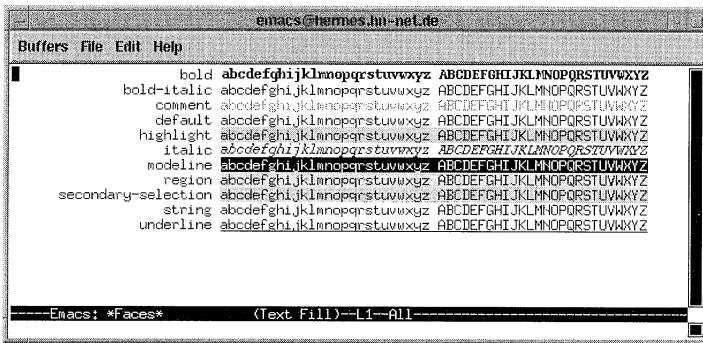 emacs@hermes.hn-net.de
Buffers File Edit Help
bold abcdefghijklmnopqrstuvwxyz ABCDEFGHIJKLMNOPQRSTUVWXYZ
bold-italic abcdefghijklmnopqrstuvwxyz ABCDEFGHIJKLMNOPQRSTUVWXYZ
comment abcdefghijklmnopqrstuvwxyz ABCDEFGHIJKLMNOPQRSTUVWXYZ
default abcdefghijklmnopqrstuvwxyz ABCDEFGHIJKLMNOPQRSTUVWXYZ
highlight abcdefghijklmnopqrstuvwxyz ABCDEFGHIJKLMNOPQRSTUVWXYZ
italic abcdefghijklmnopqrstuvwxyz ABCDEFGHIJKLMNOPQRSTUVWXYZ
modeline abcdefghijklmnopqrstuvwxyz ABCDEFGHIJKLMNOPQRSTUVWXYZ
region abcdefghijklmnopqrstuvwxyz ABCDEFGHIJKLMNOPQRSTUVWXYZ
secondary-selection abcdefghijklmnopqrstuvwxyz ABCDEFGHIJKLMNOPQRSTUVWXYZ
string abcdefghijklmnopqrstuvwxyz ABCDEFGHIJKLMNOPQRSTUVWXYZ
underline abcdefghijklmnopqrstuvwxyz ABCDEFGHIJKLMNOPQRSTUVWXYZ
-----Emacs: *Faces* (Text Fill)--L1--All----------------------------------